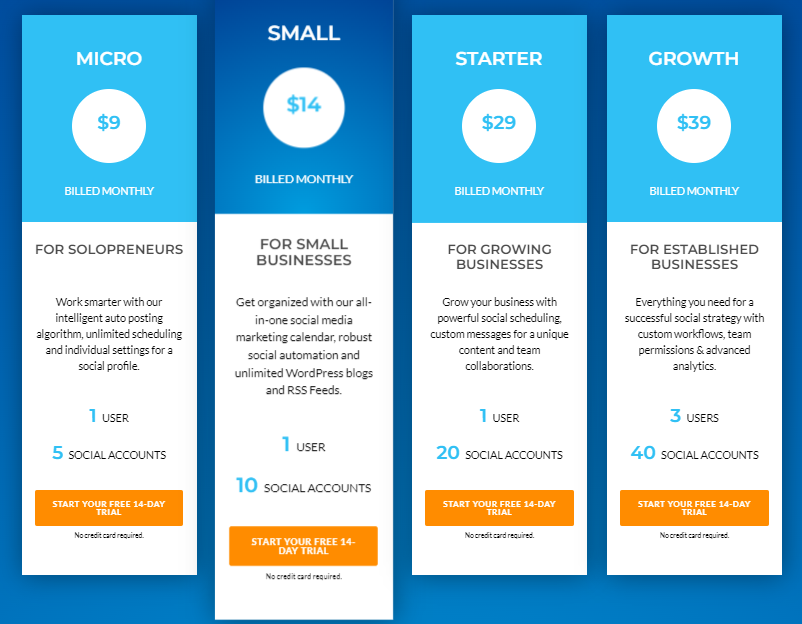 MICRO
$9
BILLED MONTHLY
FOR SOLOPRENEURS
Work smarter with our
intelligent auto posting
algorithm, unlimited scheduling
and individual settings for a
social profile.
1 USER
5 SOCIAL ACCOUNTS
START YOUR FREE 14-DAY
TRIAL
No credit card required.
SMALL
$14
BILLED MONTHLY
FOR SMALL
BUSINESSES
Get organized with our all-
in-one social media
marketing calendar, robust
social automation and
unlimited WordPress blogs
and RSS Feeds.
1 USER
10 SOCIAL ACCOUNTS
START YOUR FREE 14-
DAY TRIAL
No credit card required.
STARTER
$29
BILLED MONTHLY
FOR GROWING
BUSINESSES
Grow your business with
powerful social scheduling,
custom messages for a unique
content and team
collaborations.
1 USER
20 SOCIAL ACCOUNTS
START YOUR FREE 14-DAY
TRIAL
No credit card required.
GROWTH
$39
BILLED MONTHLY
FOR ESTABLISHED
BUSINESSES
Everything you need for a
successful social strategy with
custom workflows, team
permissions & advanced
analytics.
3 USERS
40 SOCIAL ACCOUNTS
START YOUR FREE 14-DAY
TRIAL
No credit card required.